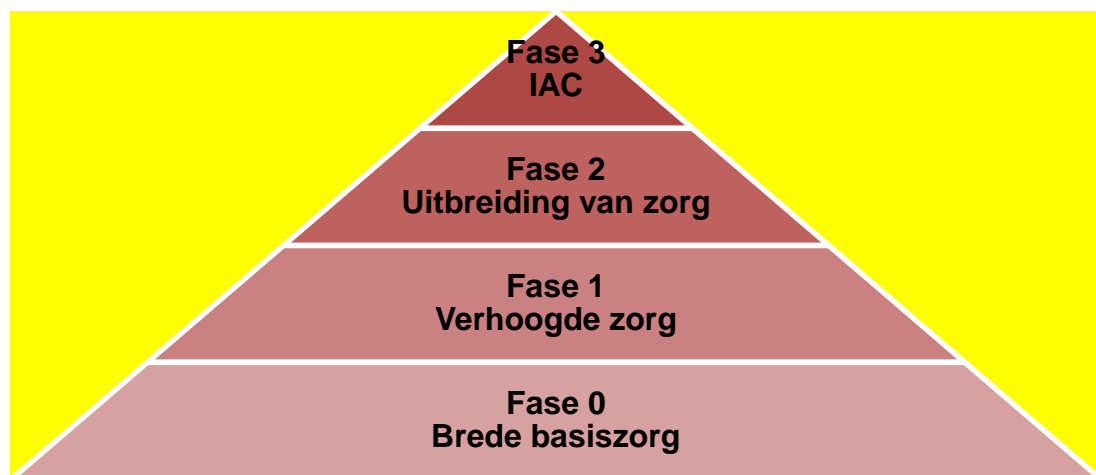 Fase 3
IAC
Fase 2
Uitbreiding van zorg
Fase 1
Verhoogde zorg
Fase 0
Brede basiszorg